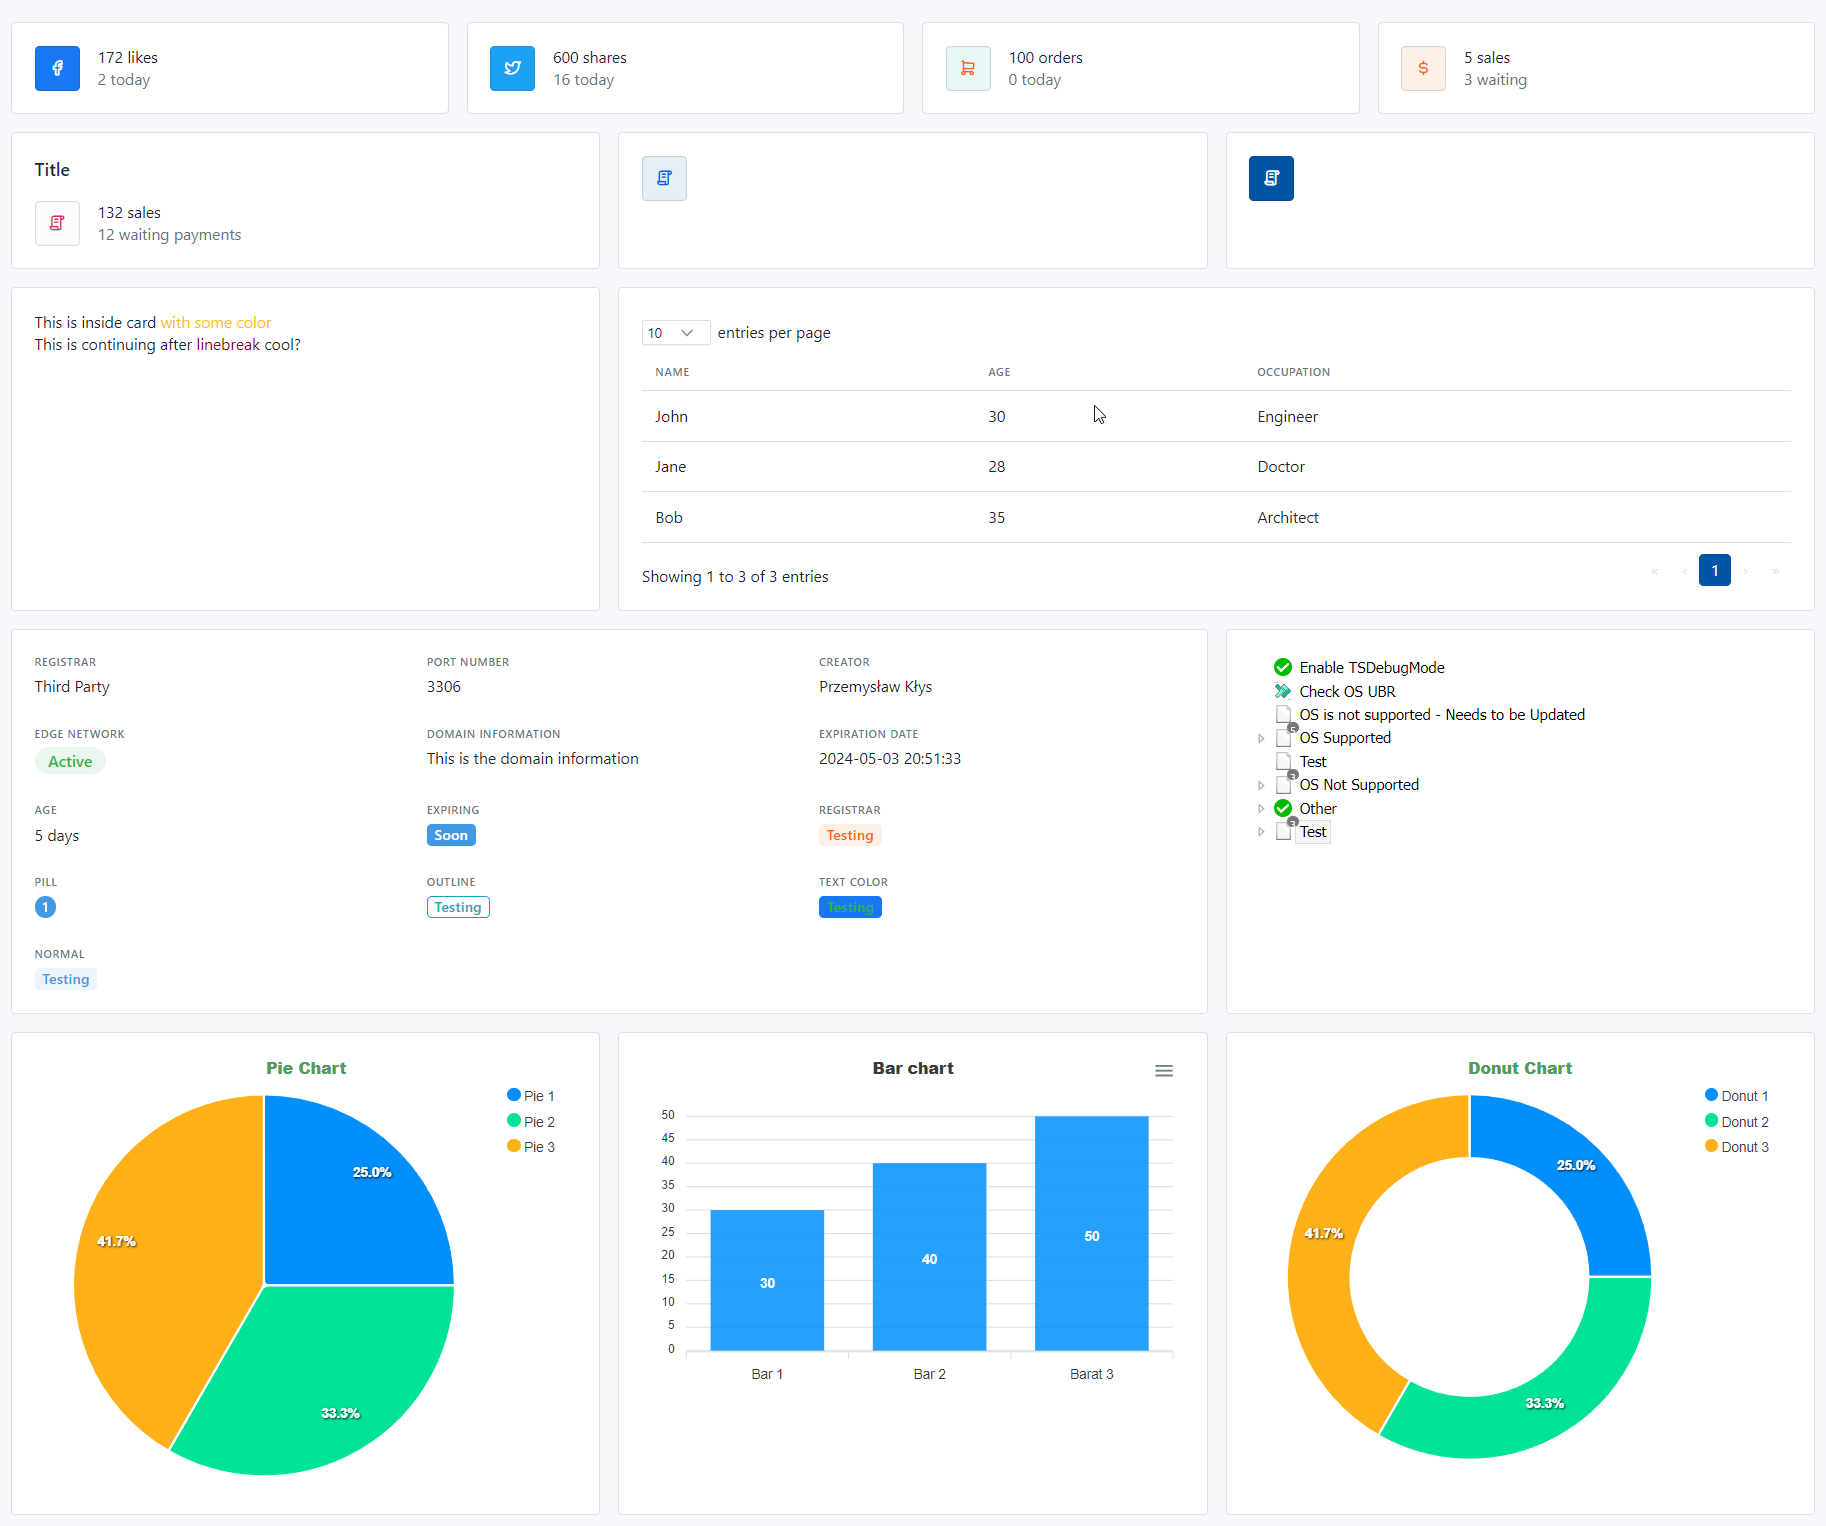 172 likes
2 today
600 shares
16 today
100 orders
0 today
5 sales
3 waiting
Title
132 sales
12 waiting payments
This is inside card with some color
This is continuing after linebreak cool?
10 entries per page
NAME AGE OCCUPATION
John 30 Engineer
Jane 28 Doctor
Bob 35 Architect
Showing 1 to 3 of 3 entries
« ‹ 1 › »
REGISTRAR PORT NUMBER CREATOR
Third Party 3306 Przemysław Kłys
EDGE NETWORK DOMAIN INFORMATION EXPIRATION DATE
Active This is the domain information 2024-05-03 20:51:33
AGE EXPIRING REGISTRAR
5 days Soon Testing
PILL OUTLINE TEXT COLOR
1 Testing Testing
NORMAL
Testing
Enable TSDebugMode
Check OS UBR
OS is not supported - Needs to be Updated
5
OS Supported
Test
3
OS Not Supported
Other
3
Test
Pie Chart
Pie 1
Pie 2
Pie 3
25.0%
41.7%
33.3%
Bar chart
50
45
40
35
30
25
20
15
10
5
0
30
40
50
Bar 1 Bar 2 Barat 3
Donut Chart
Donut 1
Donut 2
Donut 3
25.0%
41.7%
33.3%